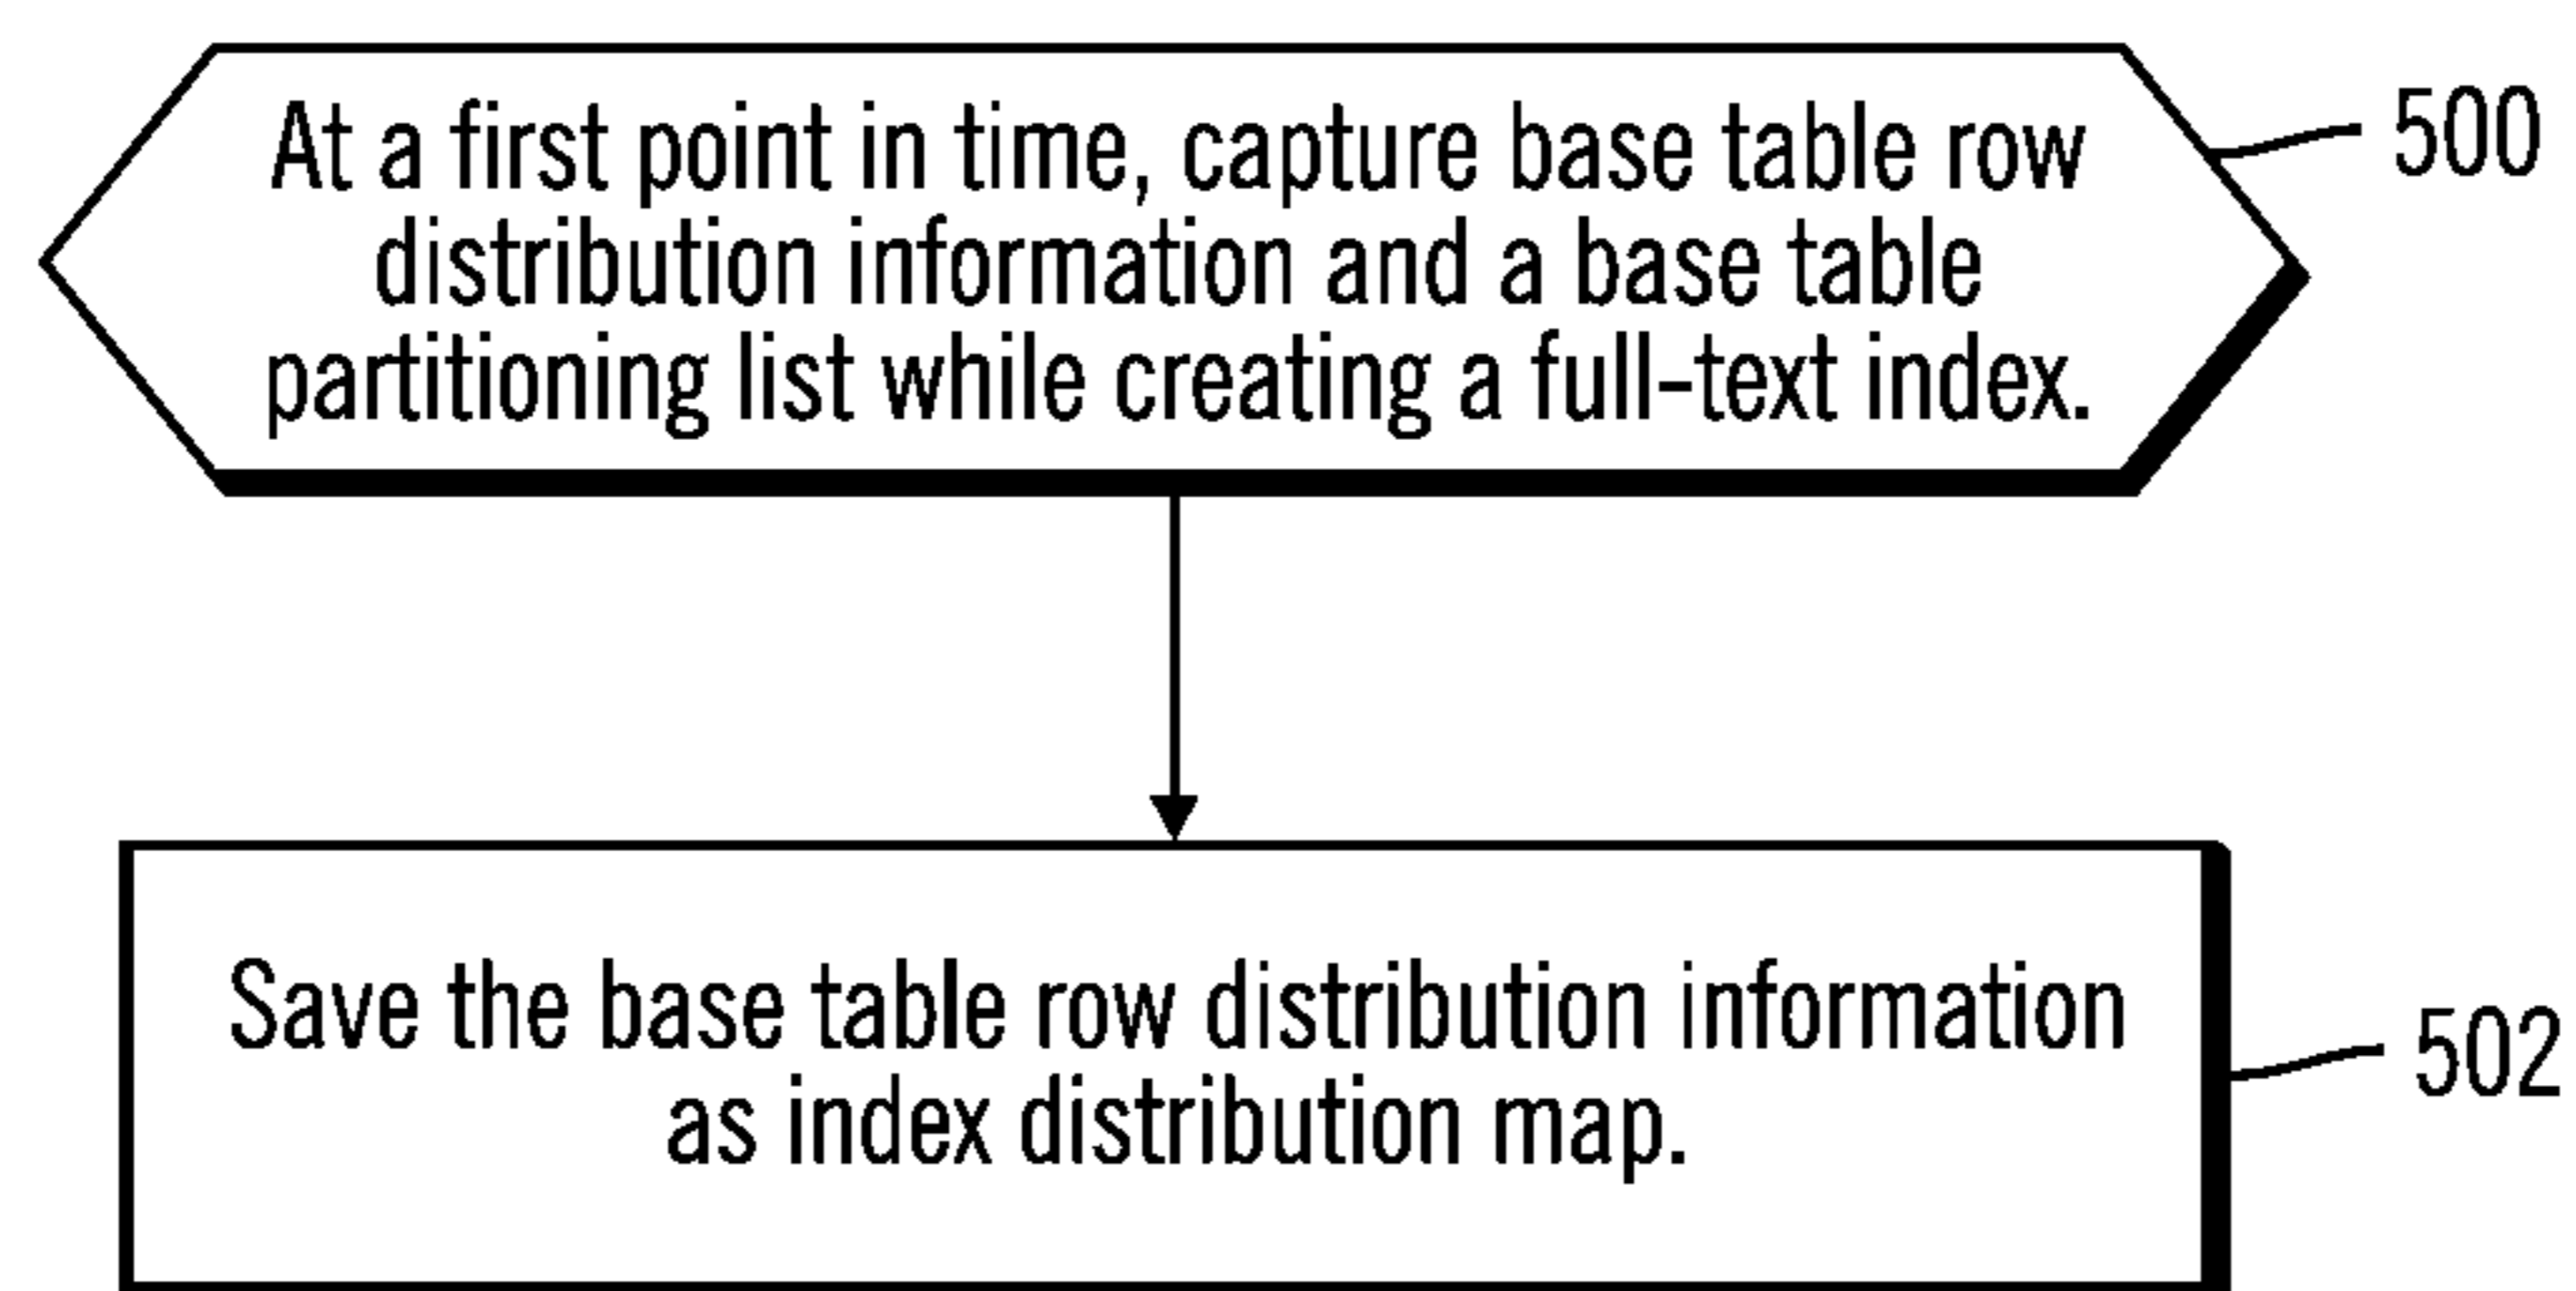 At a first point in time, capture base table row
distribution information and a base table
partitioning list while creating a full-text index.
500
Save the base table row distribution information
as index distribution map.
502